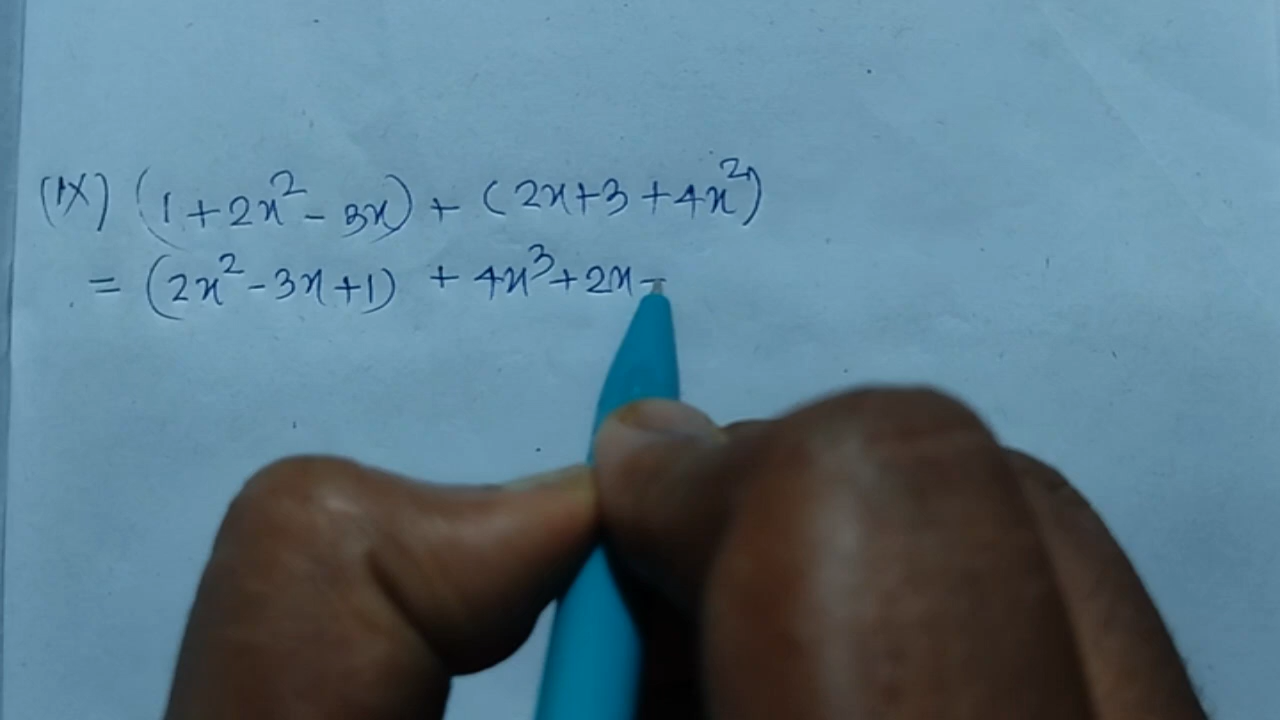 (IX) (1+2x² - 3x) + (2x+3+4x²)
= (2x² - 3x+1) + 4x³+2x-